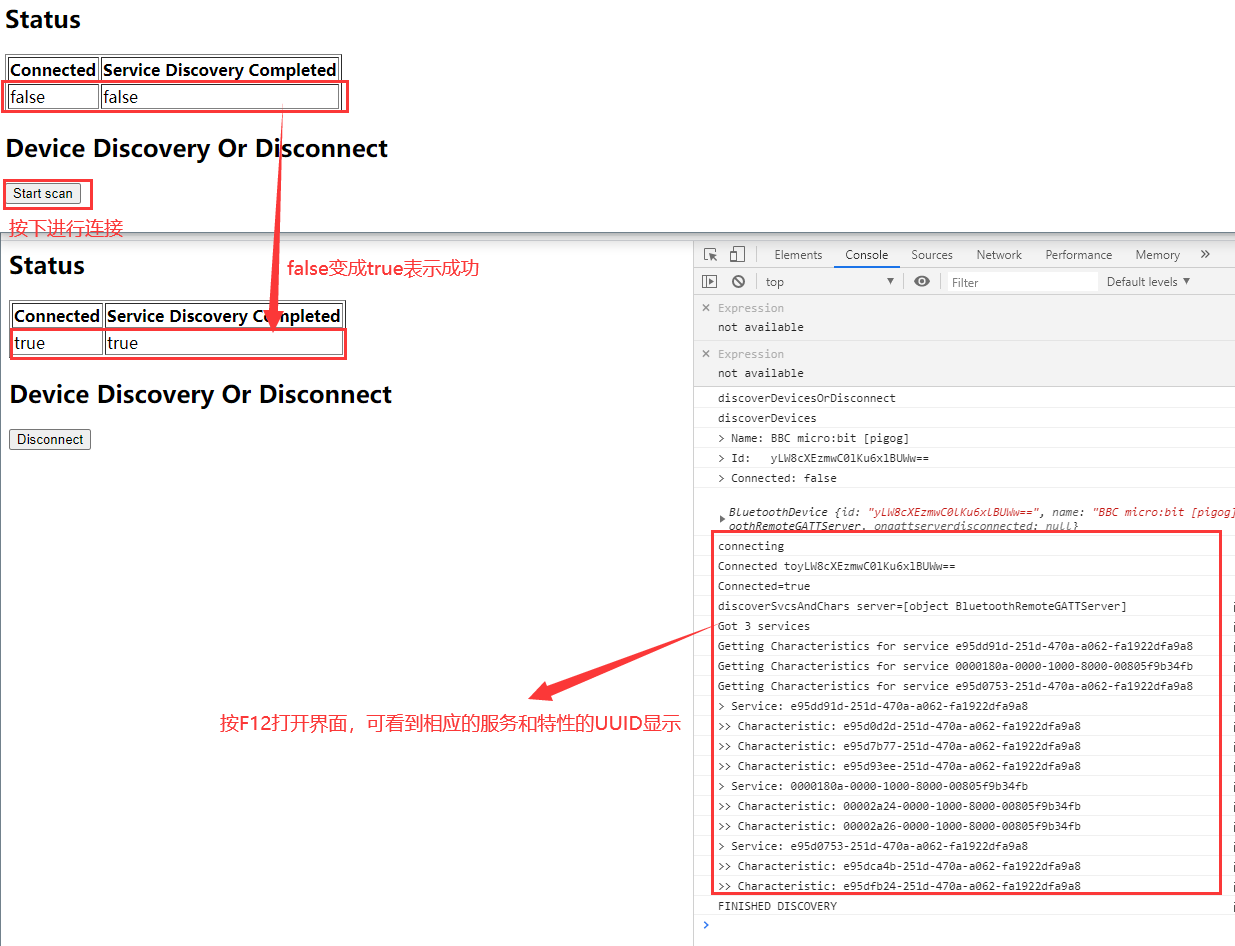 Status
Connected Service Discovery Completed
false false
Device Discovery Or Disconnect
Start scan
按下进行连接
Status
false变成true表示成功
Connected Service Discovery Completed
true true
Device Discovery Or Disconnect
Disconnect
按F12打开界面，可看到相应的服务和特性的UUID显示
Elements Console Sources Network Performance Memory »
top ▼ Filter Default levels ▼
× Expression
not available
× Expression
not available
discoverDevicesOrDisconnect
discoverDevices
> Name: BBC micro:bit [pigog]
> Id: yLW8cXEzmwC0lKu6xlBUWw==
> Connected: false
BluetoothDevice {id: "yLW8cXEzmwC0lKu6xlBUWw==", name: "BBC micro:bit [pigog]
oothRemoteGATTServer, ongattserverdisconnected: null}
connecting
Connected toyLW8cXEzmwC0lKu6xlBUWw==
Connected=true
discoverSvcsAndChars server=[object BluetoothRemoteGATTServer]
Got 3 services
Getting Characteristics for service e95dd91d-251d-470a-a062-fa1922dfa9a8
Getting Characteristics for service 0000180a-0000-1000-8000-00805f9b34fb
Getting Characteristics for service e95d0753-251d-470a-a062-fa1922dfa9a8
> Service: e95dd91d-251d-470a-a062-fa1922dfa9a8
>> Characteristic: e95d0d2d-251d-470a-a062-fa1922dfa9a8
>> Characteristic: e95d7b77-251d-470a-a062-fa1922dfa9a8
>> Characteristic: e95d93ee-251d-470a-a062-fa1922dfa9a8
> Service: 0000180a-0000-1000-8000-00805f9b34fb
>> Characteristic: 00002a24-0000-1000-8000-00805f9b34fb
>> Characteristic: 00002a26-0000-1000-8000-00805f9b34fb
> Service: e95d0753-251d-470a-a062-fa1922dfa9a8
>> Characteristic: e95dca4b-251d-470a-a062-fa1922dfa9a8
>> Characteristic: e95dfb24-251d-470a-a062-fa1922dfa9a8
FINISHED DISCOVERY
>